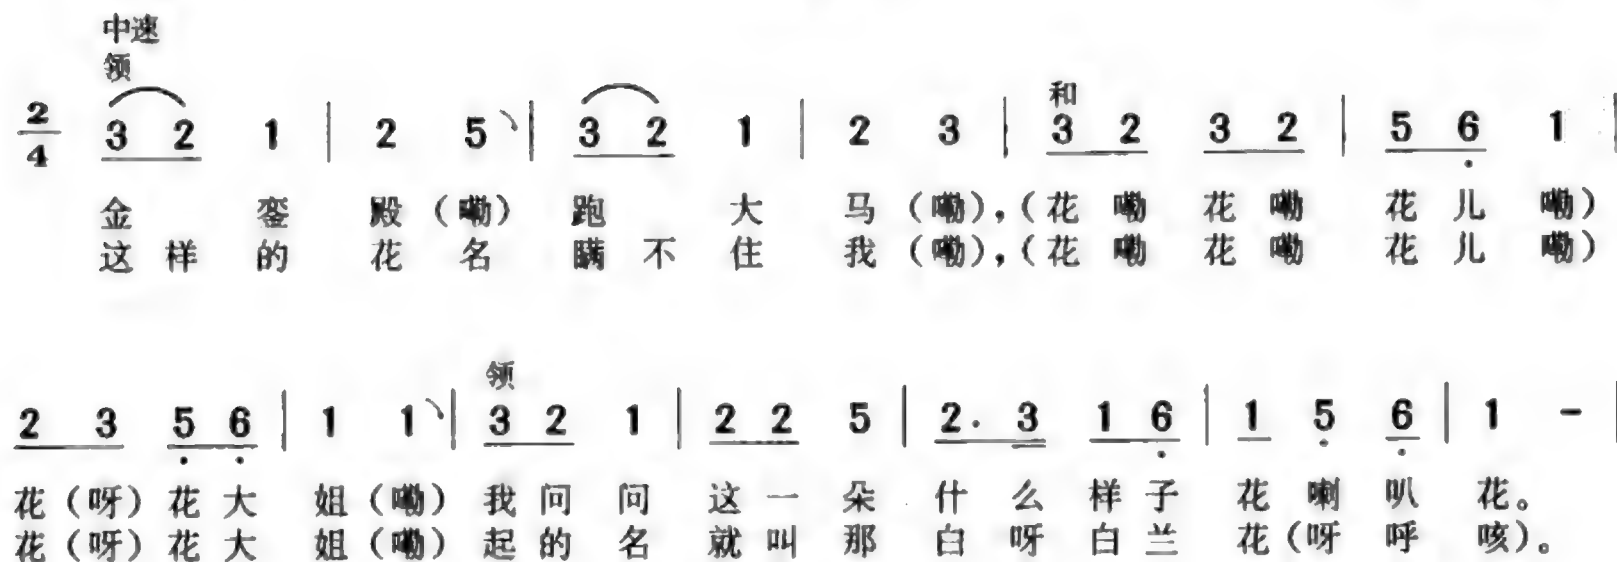 中速
领
和
2/4 3 2 1 | 2 5 | 3 2 1 | 2 3 | 3 2 3 2 | 5 6 1 |
金 銮 殿（嘞）跑 大 马（嘞），（花 嘞 花 嘞 花 儿 嘞）
这 样 的 花 名 瞒 不 住 我（嘞），（花 嘞 花 嘞 花 儿 嘞）
领
2 3 5 6 | 1 1 | 3 2 1 | 2 2 5 | 2. 3 1 6 | 1 5 6 | 1 - |
花（呀）花 大 姐（嘞）我 问 问 这 一 朵 什 么 样 子 花 喇 叭 花。
花（呀）花 大 姐（嘞）起 的 名 就 叫 那 白 呀 白 兰 花（呀 呼 咳）。